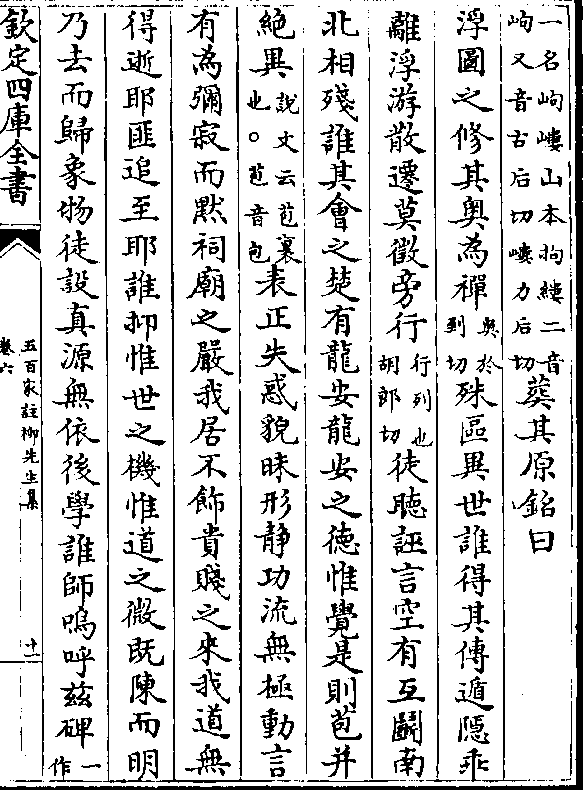 一名岣嶁山本拘縷二音
岣又音古后切嶁力后切葬其原銘曰
浮圖之修其奥為禪奥於
到切殊區異世誰得其傳遁隠乖
離浮游散遷莫徵旁行行列也
胡郎切徒聴誣言空有互鬬南
北相殘誰其會之楚有龍安龍安之德惟覺是則苞并
絶異說文云苞裹
也○苞音包表正失惑貌昧形静功流無極動言
有為彌寂而黙祠廟之嚴我居不飾貴賤之來我道無
得逝耶匪追至耶誰抑惟世之機惟道之微既陳而明
乃去而歸象物徒設真源無依後學誰師嗚呼兹碑一
作
欽定四庫全書
五百家註柳先生集
卷六
十一